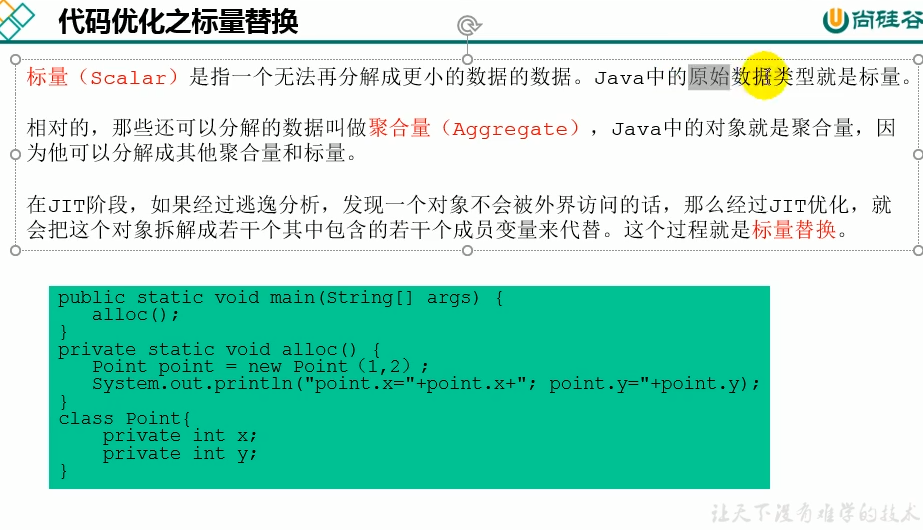 代码优化之标量替换
尚硅谷
标量（Scalar）是指一个无法再分解成更小的数据的数据。Java中的原始数据类型就是标量。
相对的，那些还可以分解的数据叫做聚合量（Aggregate），Java中的对象就是聚合量，因
为他可以分解成其他聚合量和标量。
在JIT阶段，如果经过逃逸分析，发现一个对象不会被外界访问的话，那么经过JIT优化，就
会把这个对象拆解成若干个其中包含的若干个成员变量来代替。这个过程就是标量替换。
public static void main(String[] args) {
alloc();
}
private static void alloc() {
Point point = new Point（1,2）;
System.out.println("point.x="+point.x+"; point.y="+point.y);
}
class Point{
private int x;
private int y;
}
让天下没有难学的技术